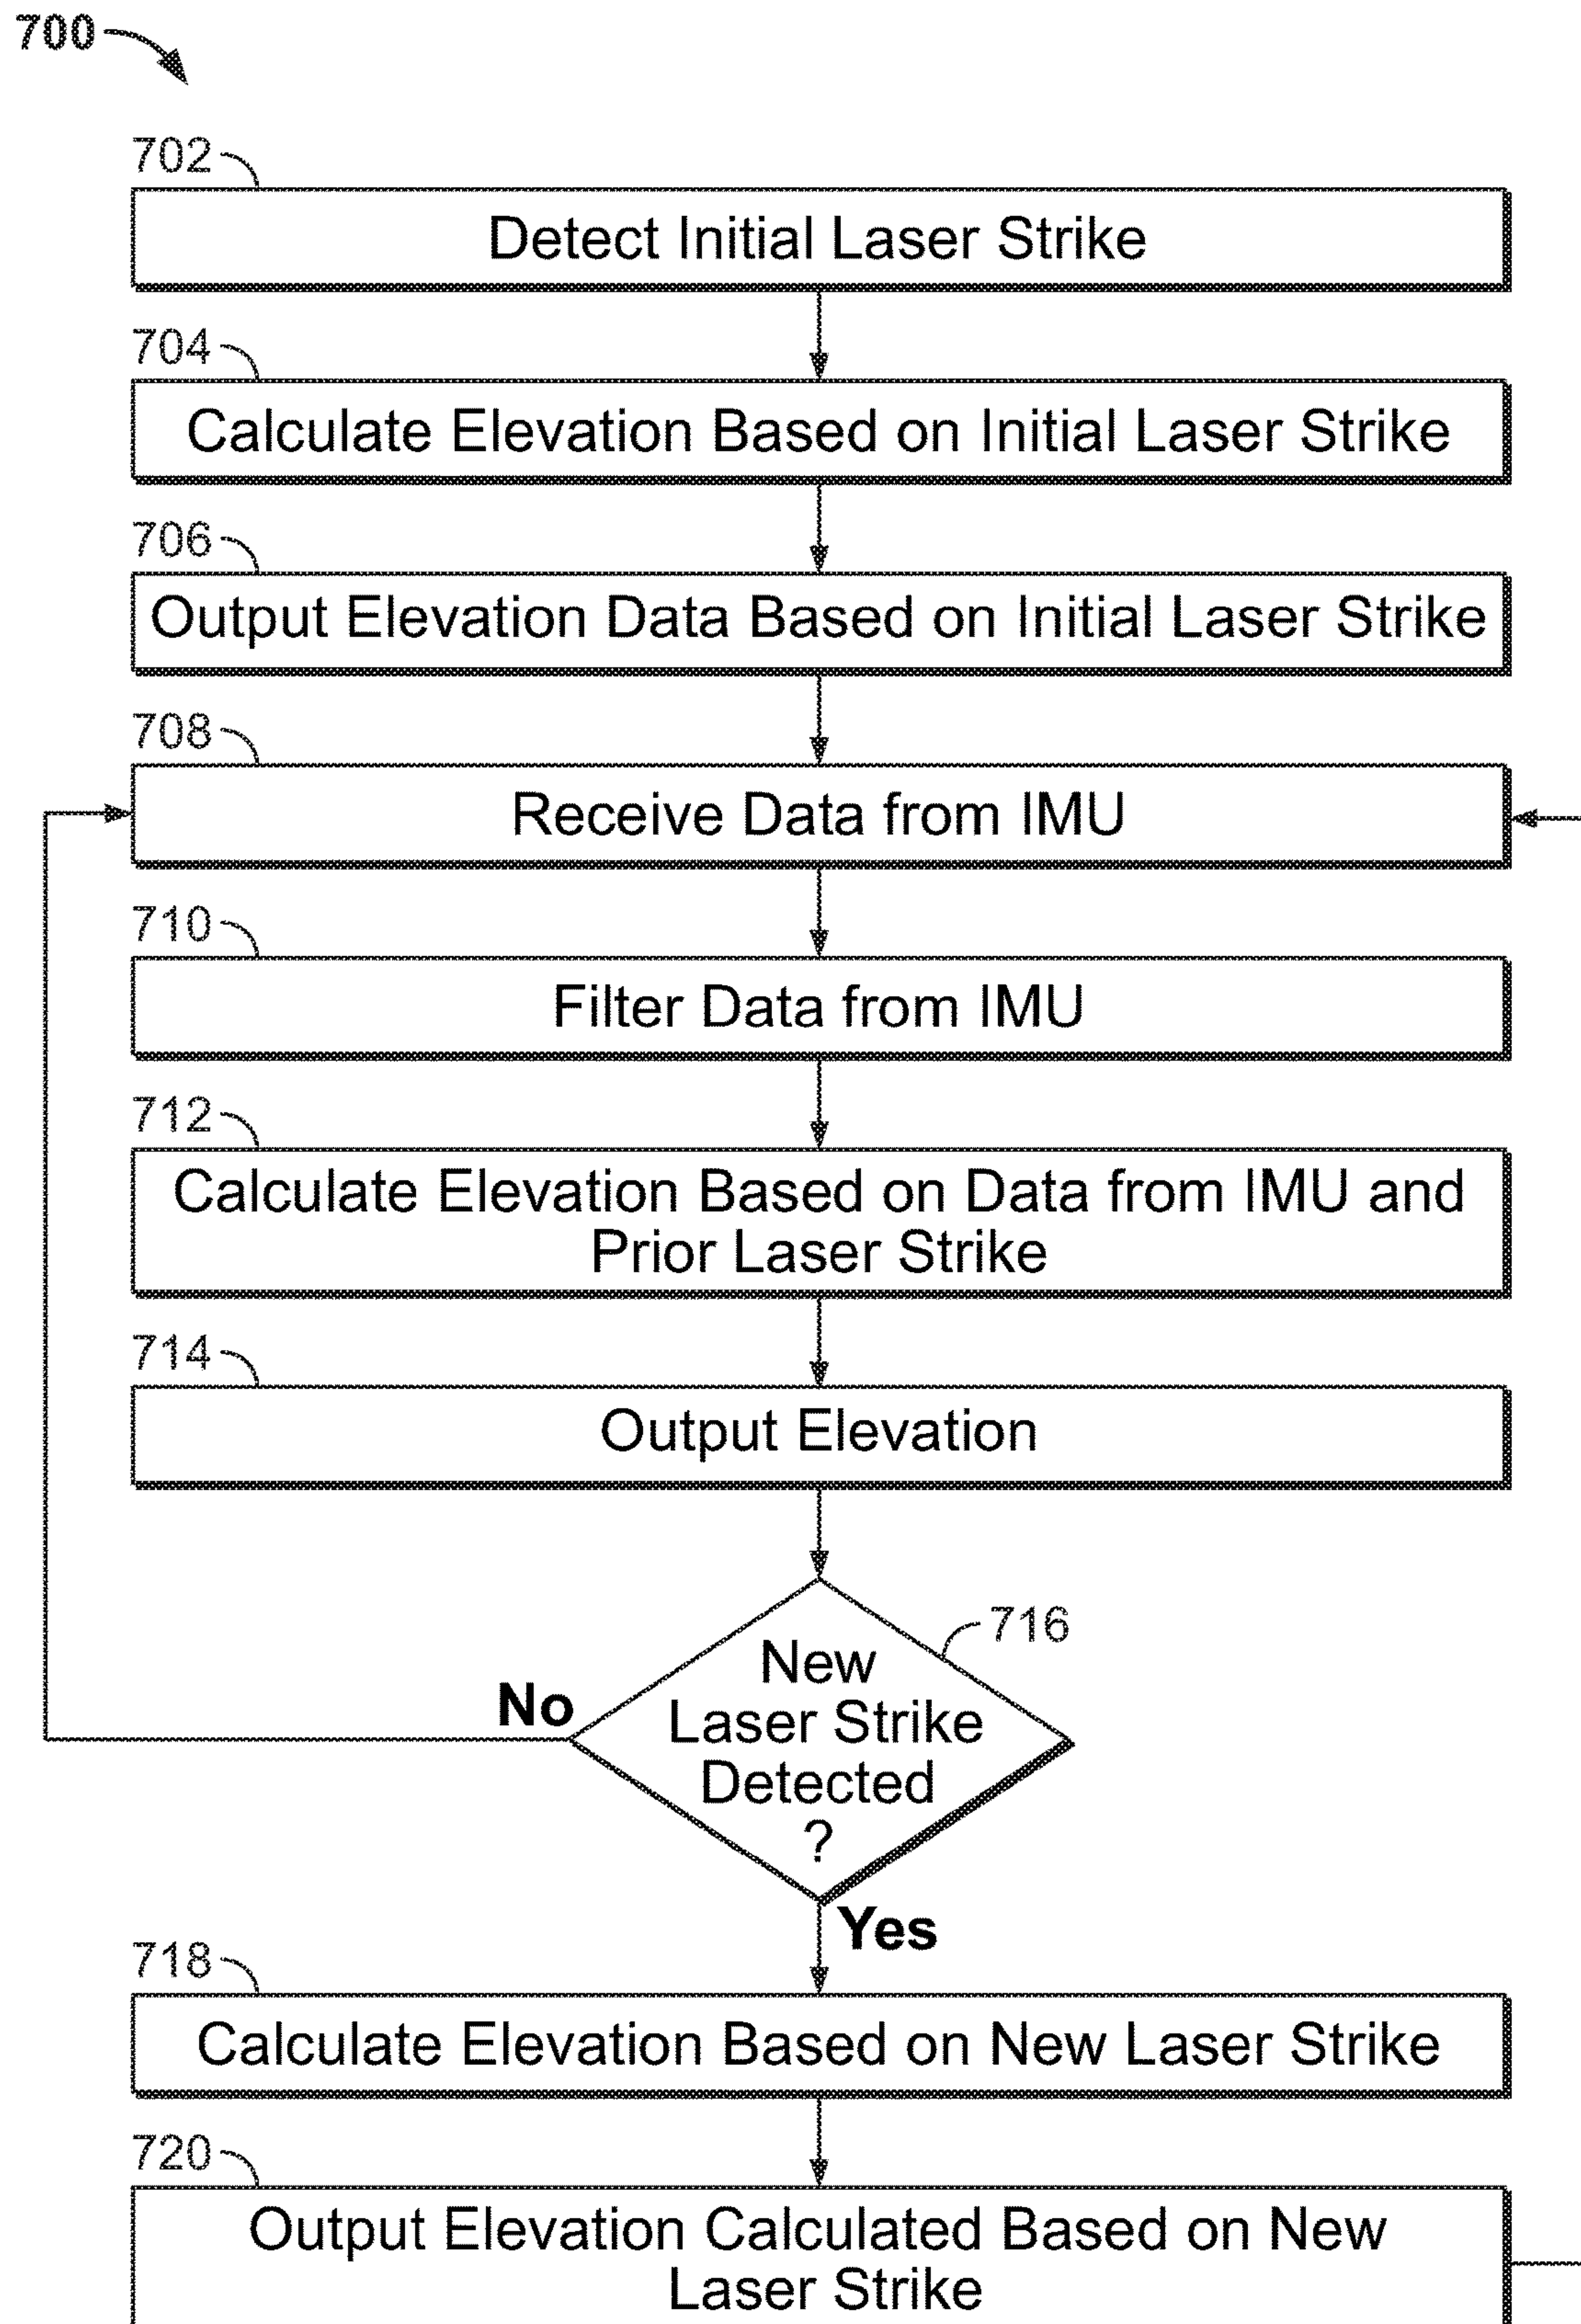 700
702
Detect Initial Laser Strike
704
Calculate Elevation Based on Initial Laser Strike
706
Output Elevation Data Based on Initial Laser Strike
708
Receive Data from IMU
710
Filter Data from IMU
712
Calculate Elevation Based on Data from IMU and
Prior Laser Strike
714
Output Elevation
716
New
Laser Strike
Detected
?
No
Yes
718
Calculate Elevation Based on New Laser Strike
720
Output Elevation Calculated Based on New
Laser Strike